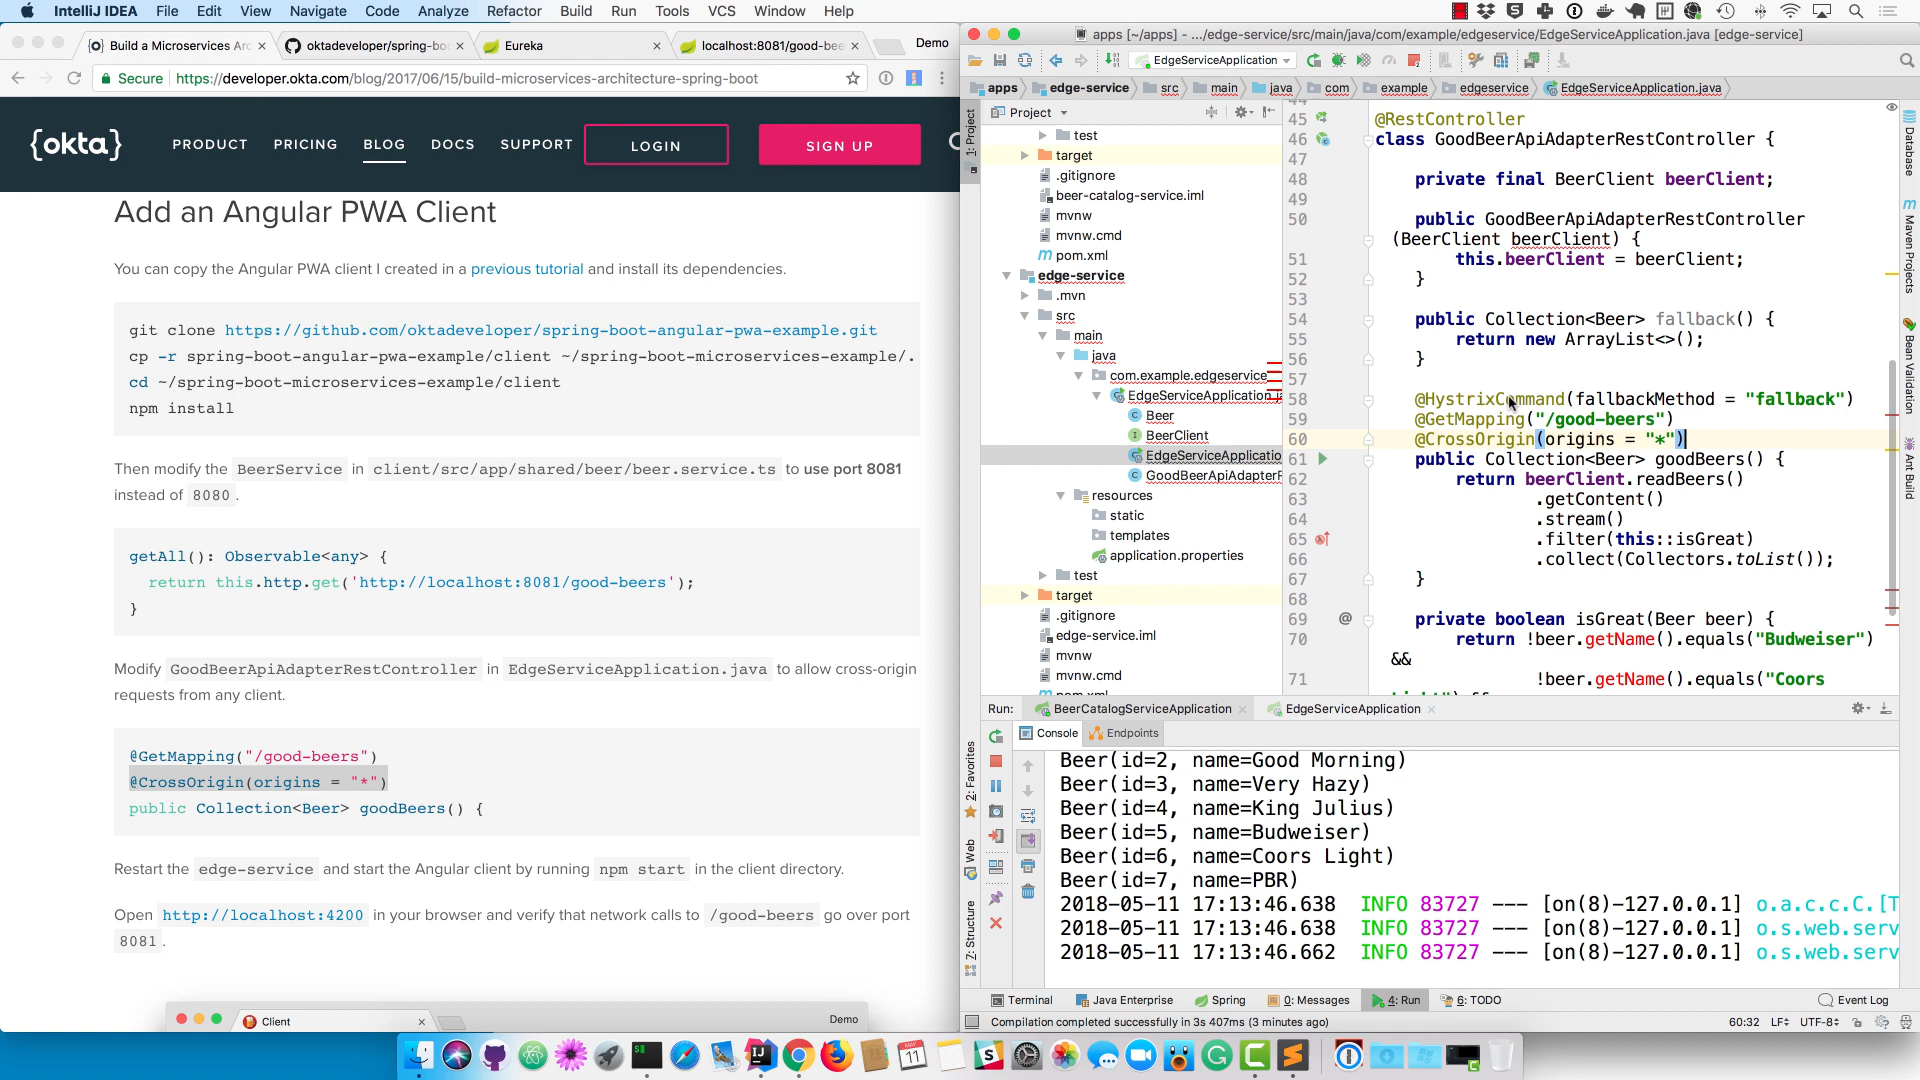 IntelliJ IDEA File Edit View Navigate Code Analyze Refactor Build Run Tools VCS Window Help
Build a Microservices Arc
oktadeveloper/spring-boo
Eureka
localhost:8081/good-bee
Demo
Secure https://developer.okta.com/blog/2017/06/15/build-microservices-architecture-spring-boot
{okta} PRODUCT PRICING BLOG DOCS SUPPORT LOGIN SIGN UP
Add an Angular PWA Client
You can copy the Angular PWA client I created in a previous tutorial and install its dependencies.
git clone https://github.com/oktadeveloper/spring-boot-angular-pwa-example.git
cp -r spring-boot-angular-pwa-example/client ~/spring-boot-microservices-example/.
cd ~/spring-boot-microservices-example/client
npm install
Then modify the BeerService in client/src/app/shared/beer/beer.service.ts to use port 8081
instead of 8080.
getAll(): Observable<any> {
return this.http.get('http://localhost:8081/good-beers');
}
Modify GoodBeerApiAdapterRestController in EdgeServiceApplication.java to allow cross-origin
requests from any client.
@GetMapping("/good-beers")
@CrossOrigin(origins = "*")
public Collection<Beer> goodBeers() {
Restart the edge-service and start the Angular client by running npm start in the client directory.
Open http://localhost:4200 in your browser and verify that network calls to /good-beers go over port
8081.
Client
Demo
apps [~/apps] - .../edge-service/src/main/java/com/example/edgeservice/EdgeServiceApplication.java [edge-service]
EdgeServiceApplication
apps edge-service src main java com example edgeservice EdgeServiceApplication.java
Project
test
target
.gitignore
beer-catalog-service.iml
mvnw
mvnw.cmd
pom.xml
edge-service
.mvn
src
main
java
com.example.edgeservice
EdgeServiceApplication.j
Beer
BeerClient
EdgeServiceApplicatio
GoodBeerApiAdapterF
resources
static
templates
application.properties
test
target
.gitignore
edge-service.iml
mvnw
mvnw.cmd
pom.xml
1: Project
2: Favorites
Web
7: Structure
44
45 @RestController
46 class GoodBeerApiAdapterRestController {
47
48 private final BeerClient beerClient;
49
50 public GoodBeerApiAdapterRestController
(BeerClient beerClient) {
51 this.beerClient = beerClient;
52 }
53
54 public Collection<Beer> fallback() {
55 return new ArrayList<>();
56 }
57
58 @HystrixCommand(fallbackMethod = "fallback")
59 @GetMapping("/good-beers")
60 @CrossOrigin(origins = "*")
61 public Collection<Beer> goodBeers() {
62 return beerClient.readBeers()
63 .getContent()
64 .stream()
65 .filter(this::isGreat)
66 .collect(Collectors.toList());
67 }
68
69 private boolean isGreat(Beer beer) {
70 return !beer.getName().equals("Budweiser")
&&
71 !beer.getName().equals("Coors
Light") &&
Database
Maven Projects
Bean Validation
Ant Build
Run: BeerCatalogServiceApplication EdgeServiceApplication
Console Endpoints
Beer(id=2, name=Good Morning)
Beer(id=3, name=Very Hazy)
Beer(id=4, name=King Julius)
Beer(id=5, name=Budweiser)
Beer(id=6, name=Coors Light)
Beer(id=7, name=PBR)
2018-05-11 17:13:46.638 INFO 83727 --- [on(8)-127.0.0.1] o.a.c.c.C.[T
2018-05-11 17:13:46.638 INFO 83727 --- [on(8)-127.0.0.1] o.s.web.serv
2018-05-11 17:13:46.662 INFO 83727 --- [on(8)-127.0.0.1] o.s.web.serv
Terminal Java Enterprise Spring 0: Messages 4: Run 6: TODO Event Log
Compilation completed successfully in 3s 407ms (3 minutes ago) 60:32 LF UTF-8
11